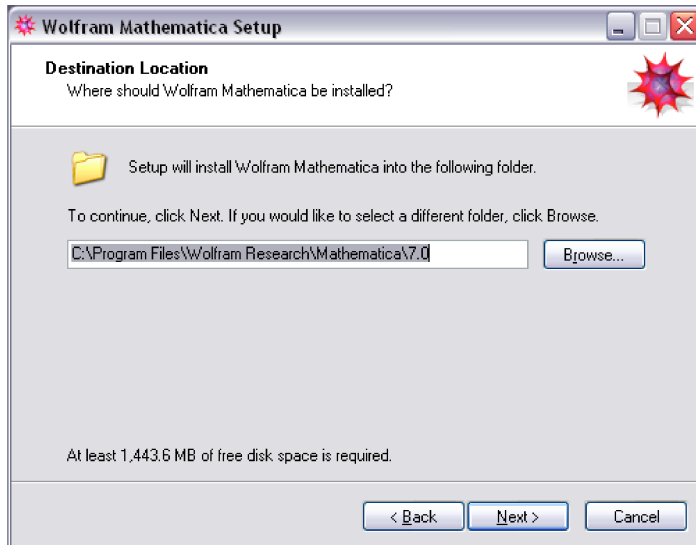 Wolfram Mathematica Setup
Destination Location
Where should Wolfram Mathematica be installed?
Setup will install Wolfram Mathematica into the following folder.
To continue, click Next. If you would like to select a different folder, click Browse.
C:\Program Files\Wolfram Research\Mathematica\7.0
Browse...
At least 1,443.6 MB of free disk space is required.
< Back
Next >
Cancel